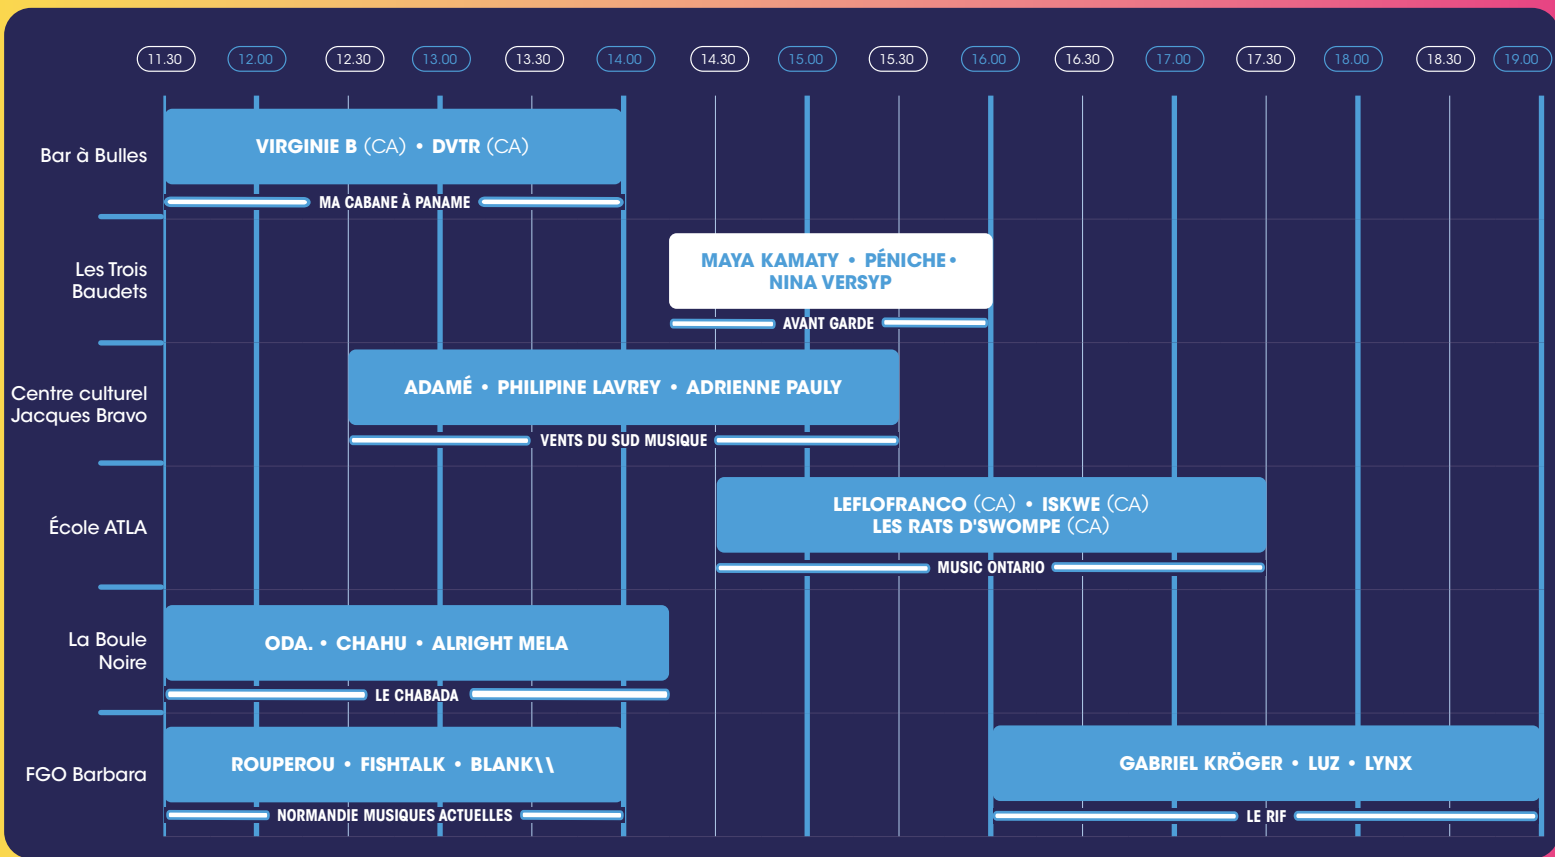 11.30 12.00 12.30 13.00 13.30 14.00 14.30 15.00 15.30 16.00 16.30 17.00 17.30 18.00 18.30 19.00
Bar à Bulles
VIRGINIE B (CA) • DVTR (CA)
MA CABANE À PANAME
Les Trois
Baudets
MAYA KAMATY • PÉNICHE •
NINA VERSYP
AVANT GARDE
Centre culturel
Jacques Bravo
ADAMÉ • PHILIPINE LAVREY • ADRIENNE PAULY
VENTS DU SUD MUSIQUE
École ATLA
LEFLOFRANCO (CA) • ISKWE (CA)
LES RATS D'SWOMPE (CA)
MUSIC ONTARIO
La Boule
Noire
ODA. • CHAHU • ALRIGHT MELA
LE CHABADA
FGO Barbara
ROUPEROU • FISHTALK • BLANK\\
NORMANDIE MUSIQUES ACTUELLES
GABRIEL KRÖGER • LUZ • LYNX
LE RIF